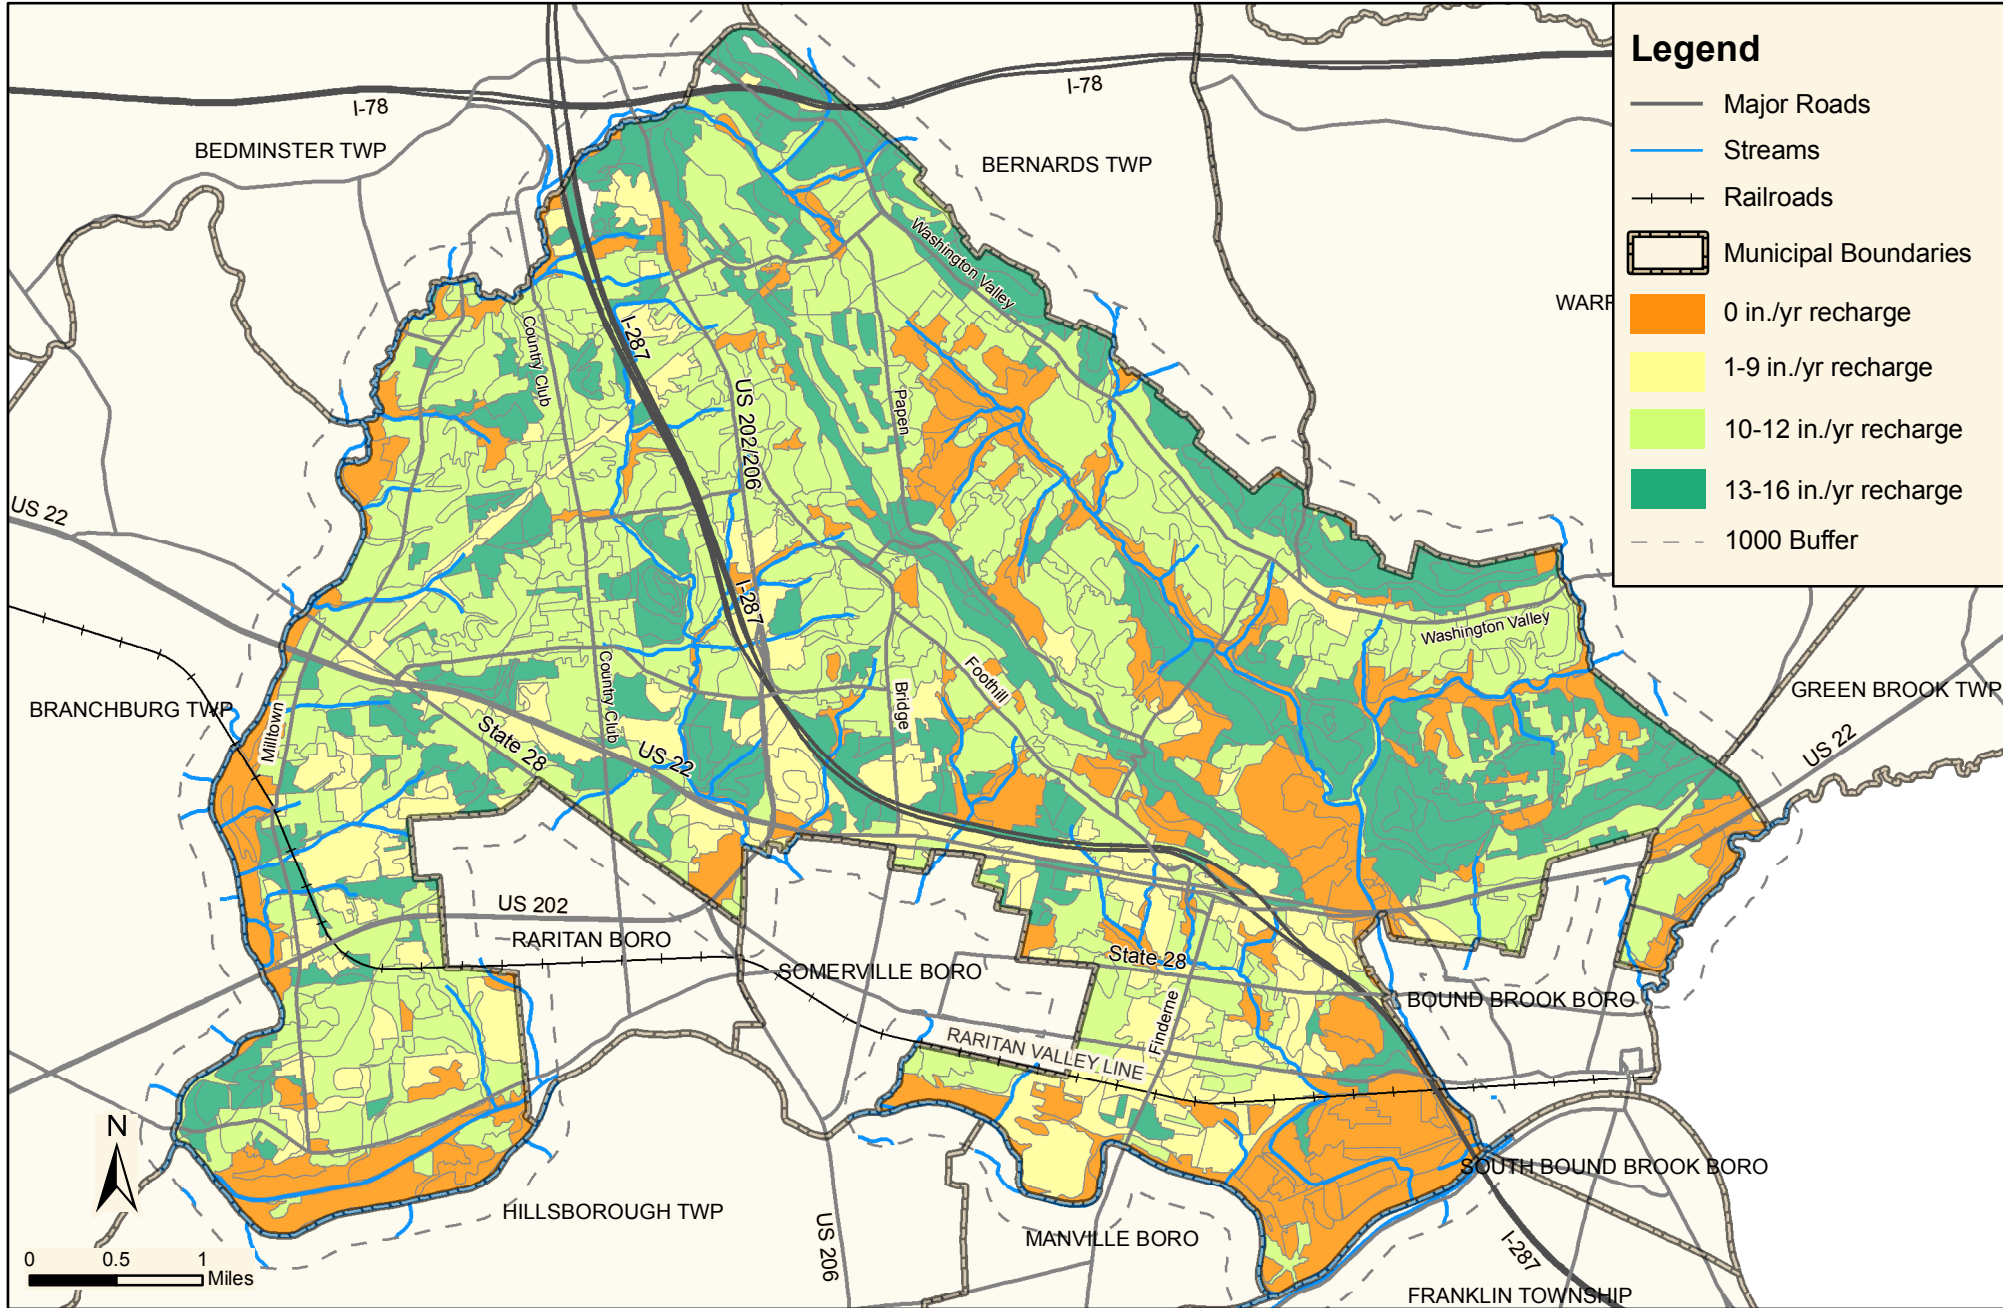 Legend
Major Roads
Streams
Railroads
Municipal Boundaries
0 in./yr recharge
1-9 in./yr recharge
10-12 in./yr recharge
13-16 in./yr recharge
1000 Buffer
I-78
I-78
BEDMINSTER TWP
BERNARDS TWP
Washington Valley
WARR
Country Club
I-287
US 202/206
Papen
US 22
I-287
Washington Valley
Country Club
Foothill
Bridge
GREEN BROOK TWP
BRANCHBURG TWP
Milltown
State 28
US 22
US 22
US 202
RARITAN BORO
State 28
SOMERVILLE BORO
BOUND BROOK BORO
Finderne
RARITAN VALLEY LINE
N
SOUTH BOUND BROOK BORO
HILLSBOROUGH TWP
US 206
MANVILLE BORO
I-287
FRANKLIN TOWNSHIP
0 0.5 1
Miles